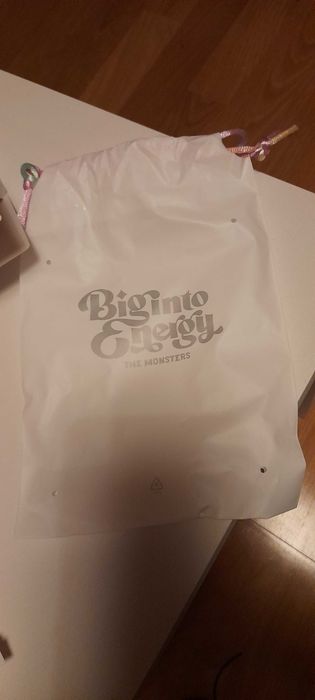 Big into
Energy
THE MONSTERS